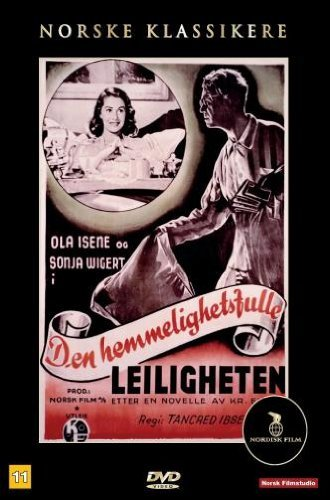 NORSKE KLASSIKERE
OLA ISENE OG
SONJA WIGERT
i
Den hemmelighetsfulle
LEILIGHETEN
PROD:
NORSK FILM A/S
ETTER EN NOVELLE AV KR.
Regi: TANCRED IBSE
NORDISK FILM
11
DVD
VIDEO
Norsk Filmstudio